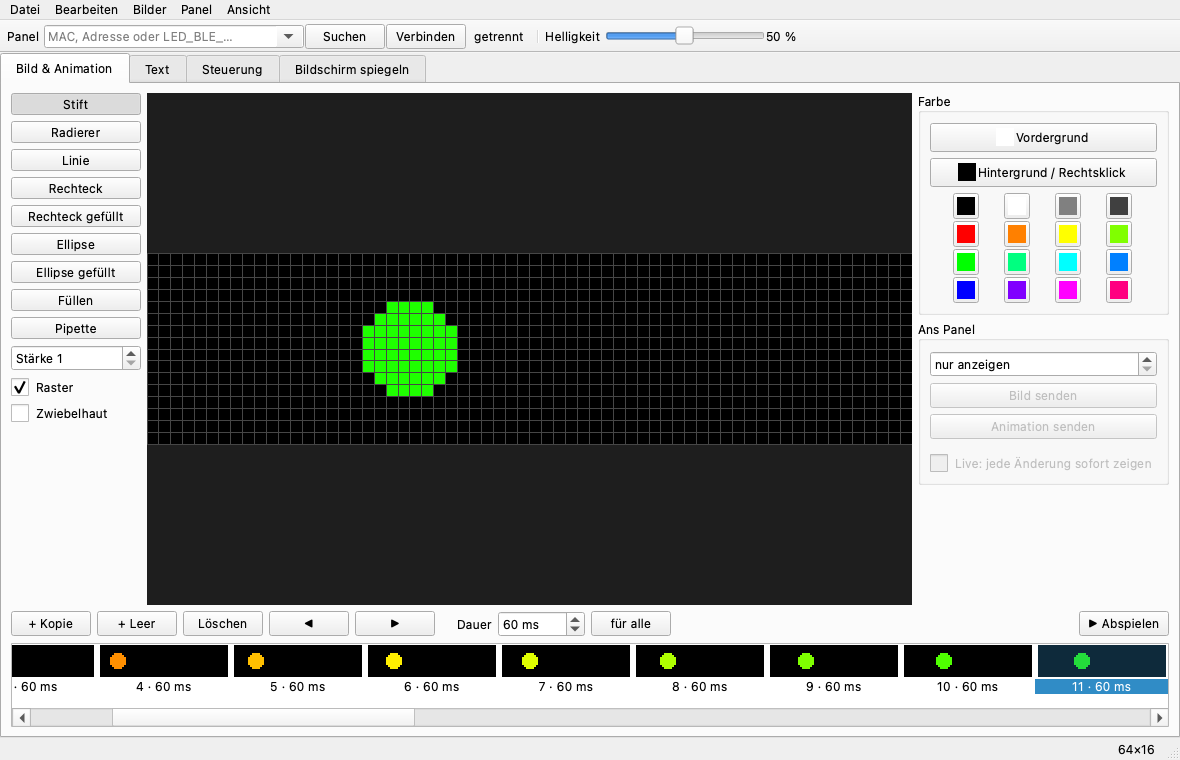 Datei Bearbeiten Bilder Panel Ansicht
Panel MAC, Adresse oder LED_BLE_... Suchen Verbinden getrennt Helligkeit 50 %
Bild & Animation Text Steuerung Bildschirm spiegeln
Stift
Radierer
Linie
Rechteck
Rechteck gefüllt
Ellipse
Ellipse gefüllt
Füllen
Pipette
Stärke 1
Raster
Zwiebelhaut
Farbe
Vordergrund
Hintergrund / Rechtsklick
Ans Panel
nur anzeigen
Bild senden
Animation senden
Live: jede Änderung sofort zeigen
+ Kopie + Leer Löschen Dauer 60 ms für alle Abspielen
· 60 ms 4 · 60 ms 5 · 60 ms 6 · 60 ms 7 · 60 ms 8 · 60 ms 9 · 60 ms 10 · 60 ms 11 · 60 ms
64×16